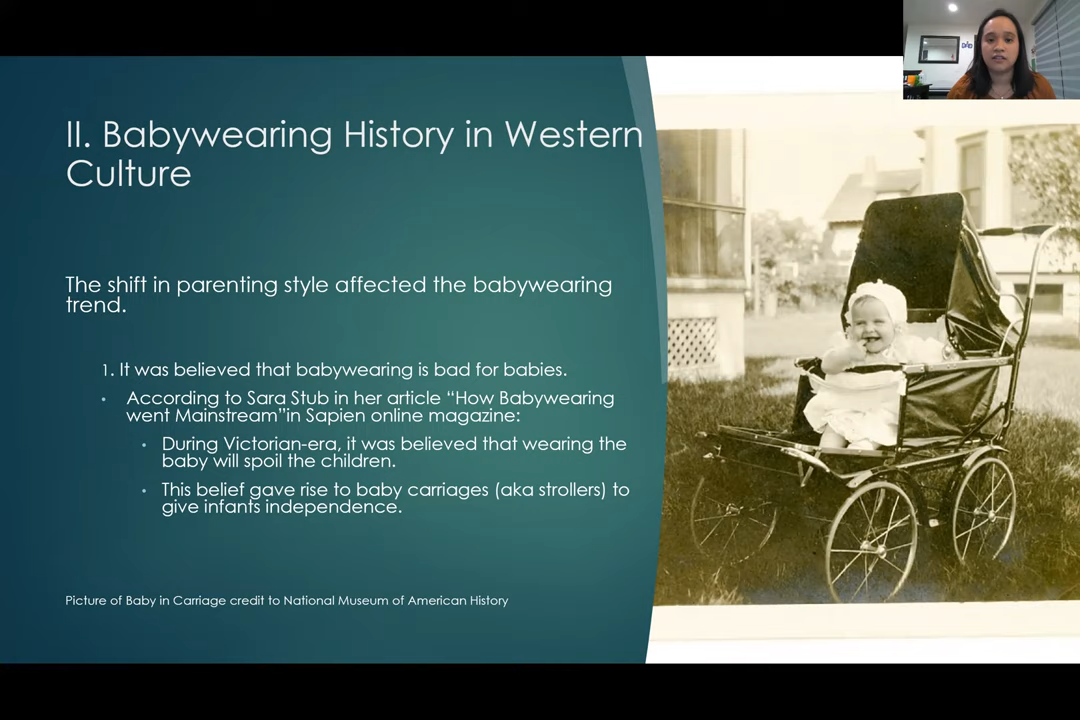 II. Babywearing History in Western
Culture
The shift in parenting style affected the babywearing
trend.
1. It was believed that babywearing is bad for babies.
• According to Sara Stub in her article “How Babywearing
went Mainstream”in Sapien online magazine:
• During Victorian-era, it was believed that wearing the
baby will spoil the children.
• This belief gave rise to baby carriages (aka strollers) to
give infants independence.
Picture of Baby in Carriage credit to National Museum of American History